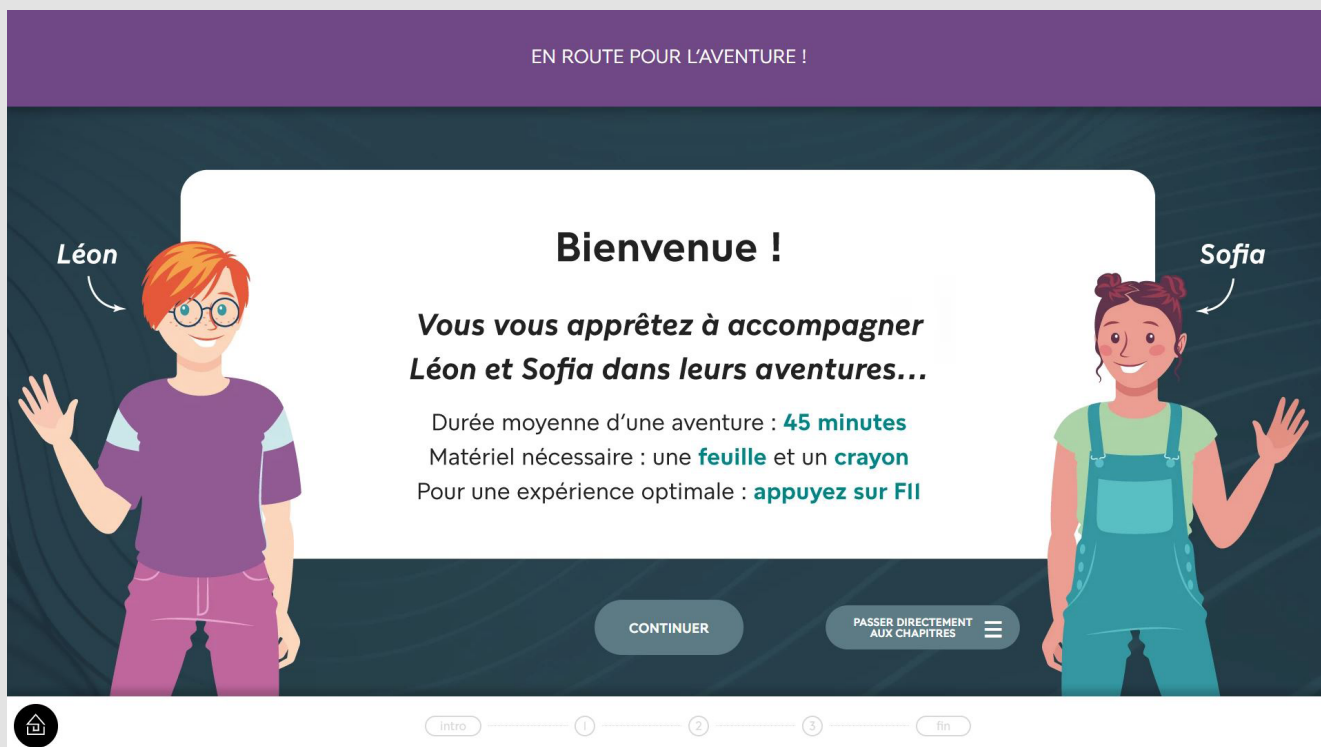 EN ROUTE POUR L'AVENTURE !
Léon
Sofia
Bienvenue !
Vous vous apprêtez à accompagner
Léon et Sofia dans leurs aventures...
Durée moyenne d'une aventure : 45 minutes
Matériel nécessaire : une feuille et un crayon
Pour une expérience optimale : appuyez sur F11
CONTINUER
PASSER DIRECTEMENT
AUX CHAPITRES
intro 1 2 3 fin